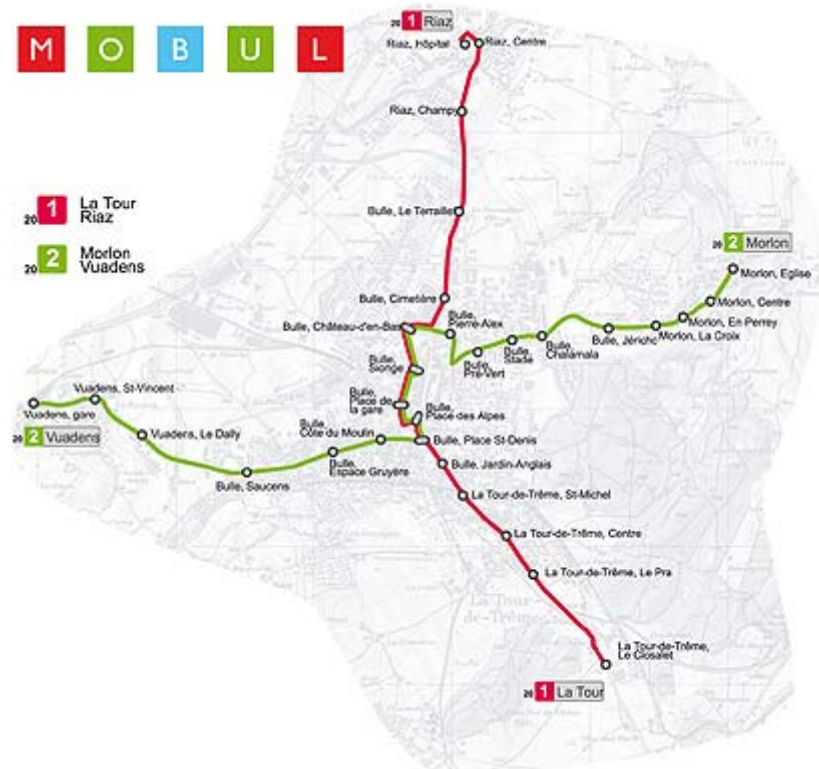 M O B U L
20 1 Riaz
Riaz, Hôpital
Riaz, Centre
Riaz, Champy
20 1 La Tour
Riaz
20 2 Morlon
Vuadens
Bulle, Le Terraillet
20 2 Morlon
Morlon, Eglise
Bulle, Cimetière
Morlon, Centre
Bulle,
Pierre-Alex
Morlon, En Perrey
Bulle, Château-d'en-Bas
Morlon, La Croix
Bulle, Jéricho
Bulle,
Stade
Bulle,
Chalamala
Bulle,
Pré-Vert
Bulle,
Sionge
Vuadens, St-Vincent
Bulle,
Place de
la gare
Vuadens, gare
Bulle,
Place des Alpes
20 2 Vuadens
Vuadens, Le Dally
Bulle,
Côte du Moulin
Bulle, Place St-Denis
Bulle,
Espace Gruyère
Bulle, Jardin-Anglais
Bulle, Saucens
La Tour-de-Trême, St-Michel
La Tour-de-Trême, Centre
La Tour-de-Trême, Le Pra
La Tour
de-Trême
La Tour-de-Trême,
Le Closalet
20 1 La Tour